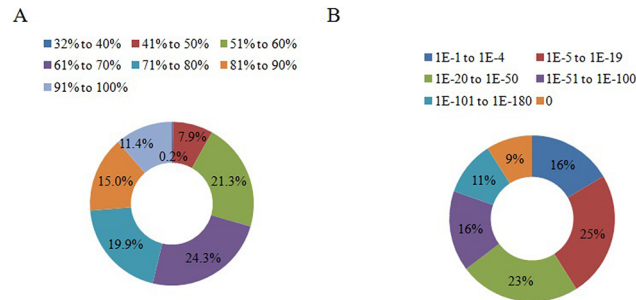 A
32% to 40% 41% to 50% 51% to 60%
61% to 70% 71% to 80% 81% to 90%
91% to 100%
11.4% 7.9%
0.2%
15.0% 21.3%
19.9% 24.3%
B
1E-1 to 1E-4 1E-5 to 1E-19
1E-20 to 1E-50 1E-51 to 1E-100
1E-101 to 1E-180 0
9% 16%
11%
16% 25%
23%